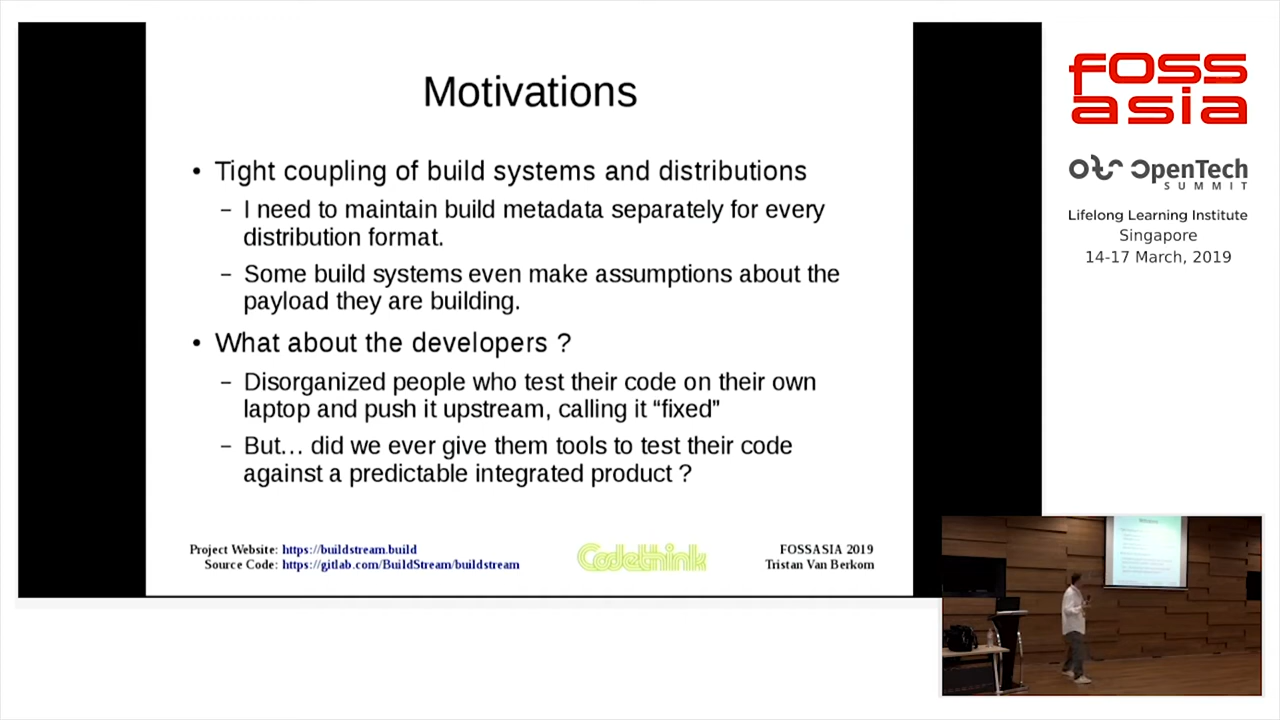 Motivations
• Tight coupling of build systems and distributions
– I need to maintain build metadata separately for every
distribution format.
– Some build systems even make assumptions about the
payload they are building.
• What about the developers ?
– Disorganized people who test their code on their own
laptop and push it upstream, calling it “fixed”
– But… did we ever give them tools to test their code
against a predictable integrated product ?
Project Website: https://buildstream.build
Source Code: https://gitlab.com/BuildStream/buildstream
Codethink
FOSSASIA 2019
Tristan Van Berkom
fOSS
asia
OTS OpenTech
SUMMIT
Lifelong Learning Institute
Singapore
14-17 March, 2019